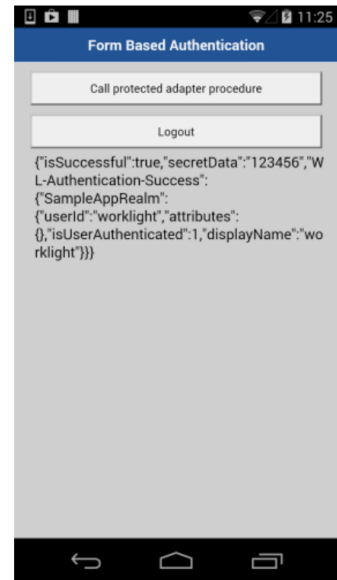 11:25
Form Based Authentication
Call protected adapter procedure
Logout
{"isSuccessful":true,"secretData":"123456","W
L-Authentication-Success":
{"SampleAppRealm":
{"userId":"worklight","attributes":
{},"isUserAuthenticated":1,"displayName":"wo
rklight"}}}